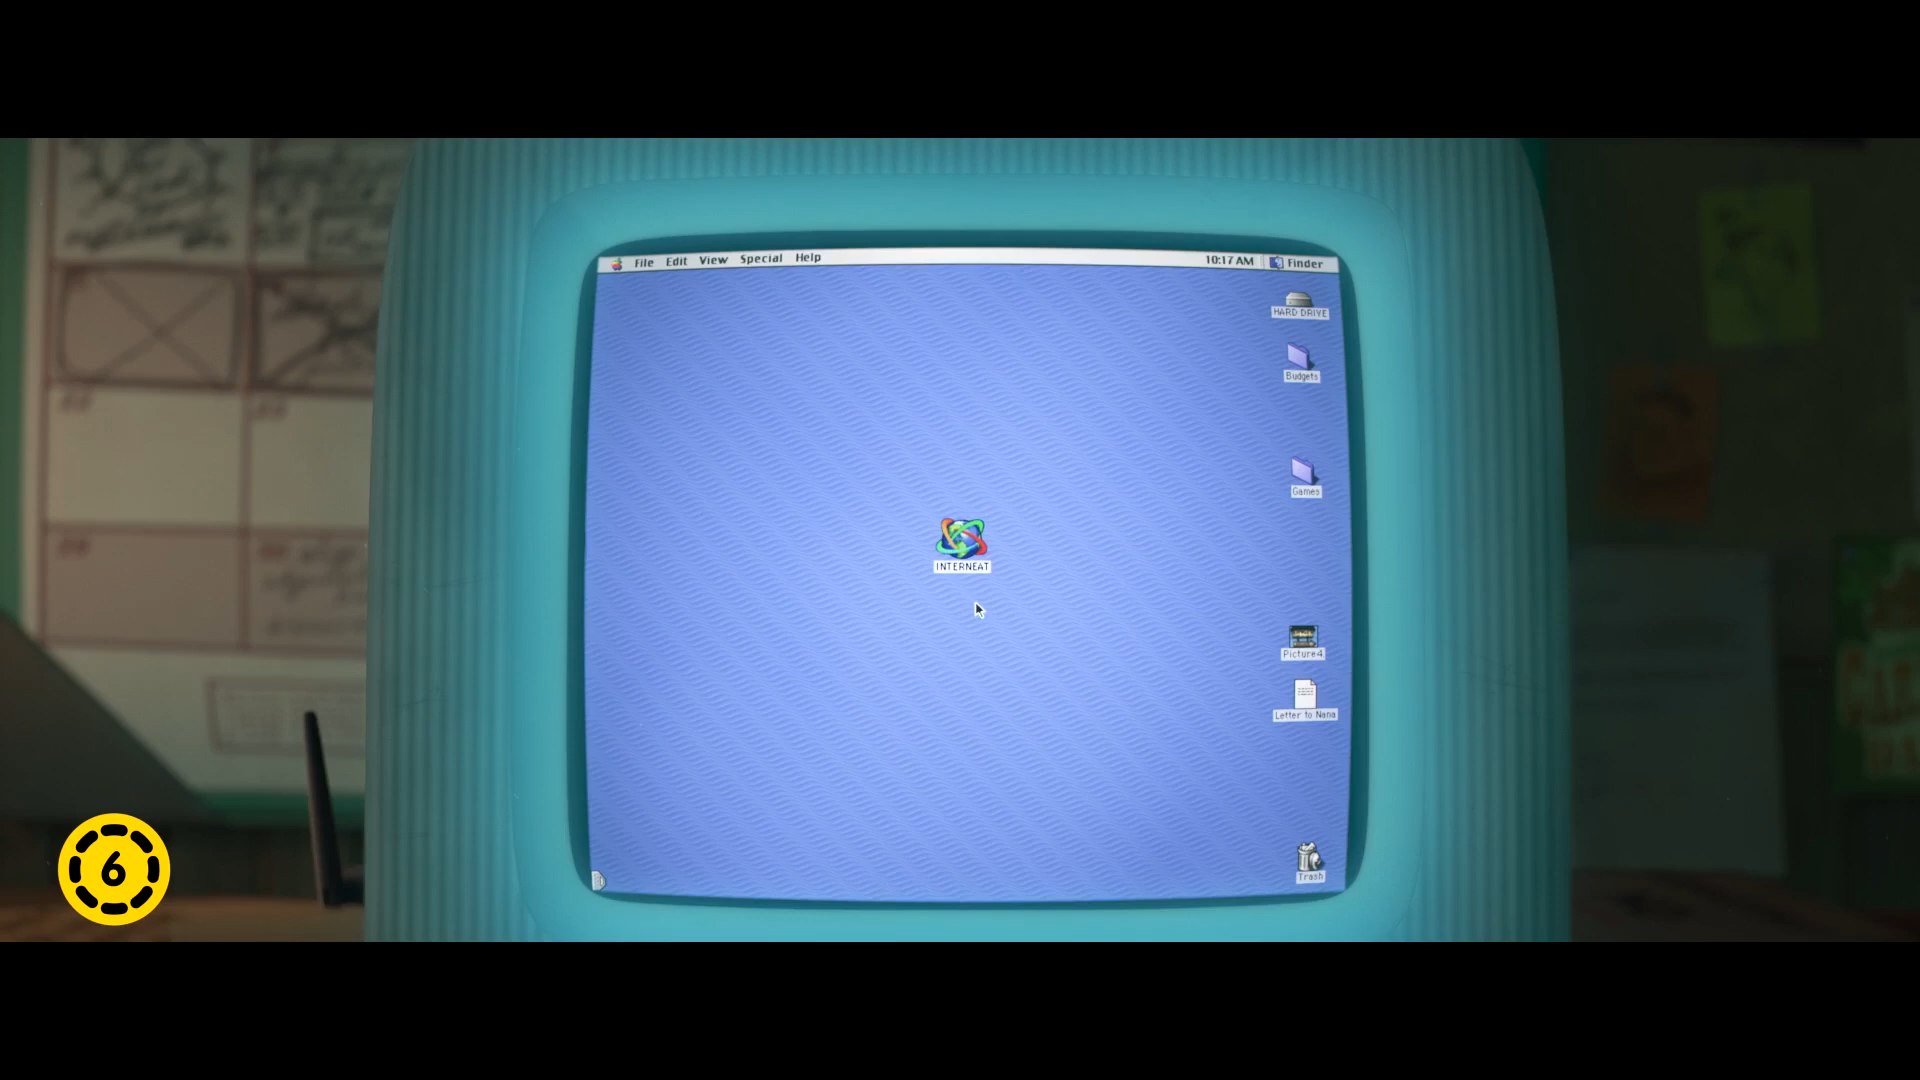 File Edit View Special Help 10:17 AM Finder
HARD DRIVE
Budgets
Games
INTERNEAT
Picture4
Letter to Nana
Trash
6